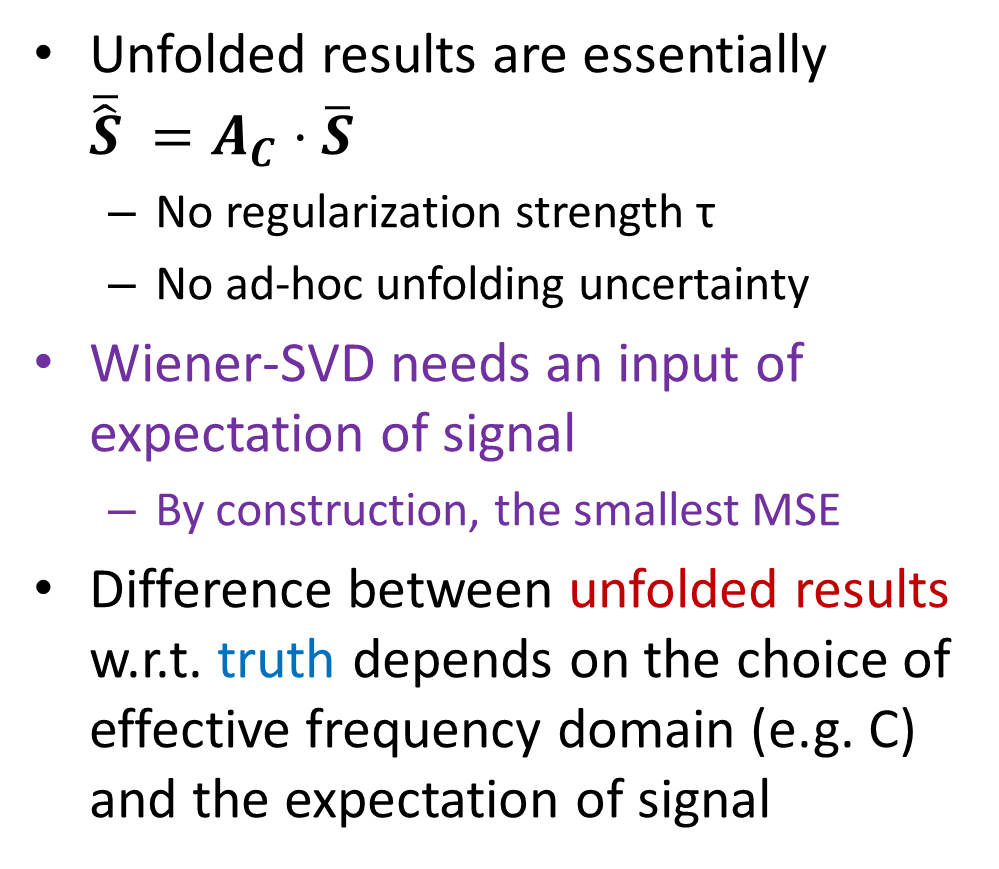 • Unfolded results are essentially
$\bar{\hat{S}} = A_C \cdot \bar{S}$
– No regularization strength τ
– No ad-hoc unfolding uncertainty
• Wiener-SVD needs an input of
expectation of signal
– By construction, the smallest MSE
• Difference between unfolded results
w.r.t. truth depends on the choice of
effective frequency domain (e.g. C)
and the expectation of signal